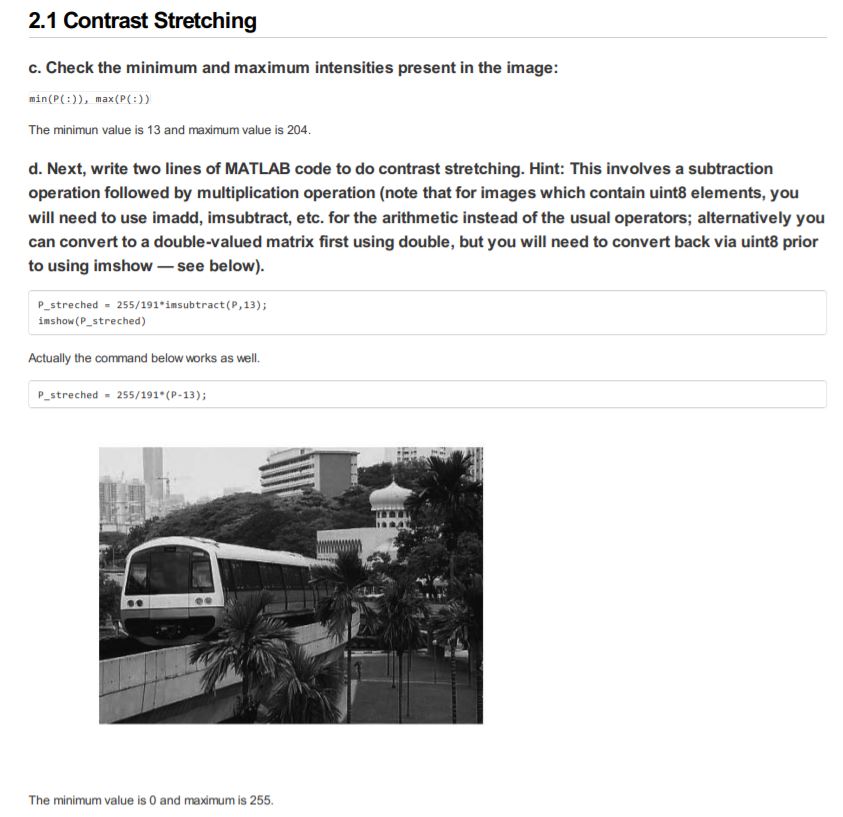 2.1 Contrast Stretching
c. Check the minimum and maximum intensities present in the image:
min(P(:)), max(P(:))
The minimun value is 13 and maximum value is 204.
d. Next, write two lines of MATLAB code to do contrast stretching. Hint: This involves a subtraction
operation followed by multiplication operation (note that for images which contain uint8 elements, you
will need to use imadd, imsubtract, etc. for the arithmetic instead of the usual operators; alternatively you
can convert to a double-valued matrix first using double, but you will need to convert back via uint8 prior
to using imshow — see below).
P_streched = 255/191*imsubtract(P,13);
imshow(P_streched)
Actually the command below works as well.
P_streched = 255/191*(P-13);
The minimum value is 0 and maximum is 255.